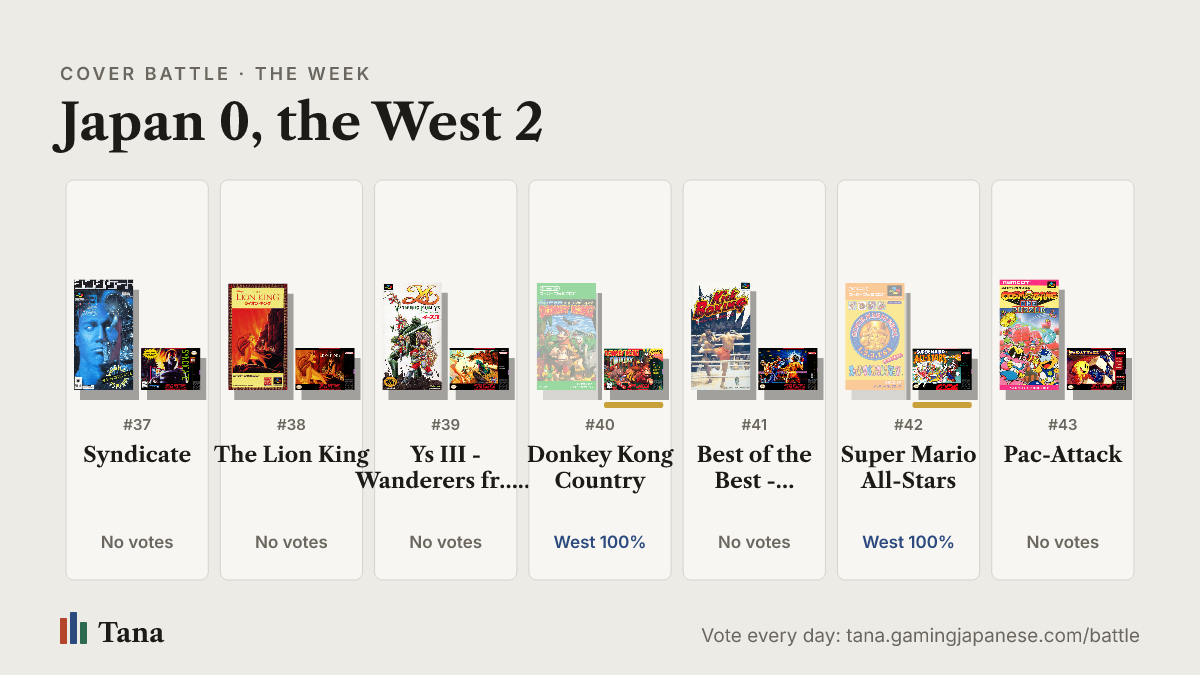 COVER BATTLE · THE WEEK
Japan 0, the West 2
#37
Syndicate
No votes
#38
The Lion King
No votes
#39
Ys III -
Wanderers fr.....
No votes
#40
Donkey Kong
Country
West 100%
#41
Best of the
Best -...
No votes
#42
Super Mario
All-Stars
West 100%
#43
Pac-Attack
No votes
Tana
Vote every day: tana.gamingjapanese.com/battle